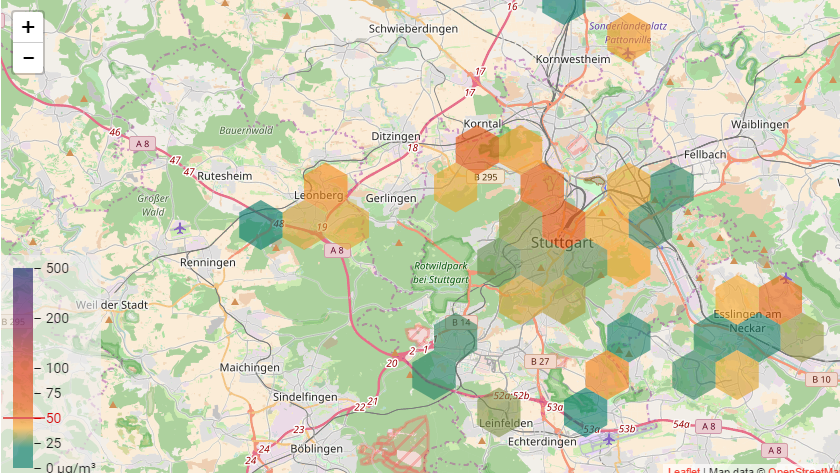 +
−
16
Schwieberdingen
Sonderlandeplatz
Pattonville
Kornwestheim
17
17
46
A 8
Bauernwald
Korntal
Ditzingen
18
Waiblingen
47
47
Rutesheim
B 295
Fellbach
Großer
Wald
Leonberg
Gerlingen
48
19
A 8
Stuttgart
Renningen
Rotwildpark
bei Stuttgart
500
Weil der Stadt
200
B 295
B 14
Esslingen am
Neckar
1
2
20
100
Maichingen
B 27
B 10
75
Sindelfingen
22
21
52a;52b
53a
50
23
Leinfelden
53a
53b
54a
A 8
25
Echterdingen
24
Böblingen
A 8
24
0 µg/m³
Leaflet | Map data © OpenStreetM